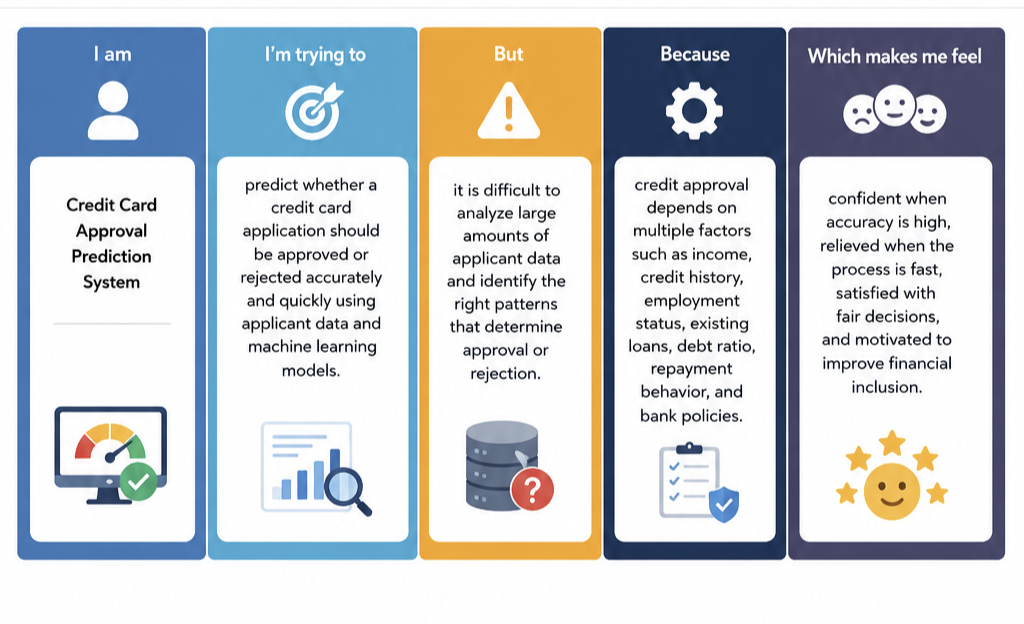 I am
Credit Card
Approval
Prediction
System
I'm trying to
predict whether a
credit card
application should
be approved or
rejected accurately
and quickly using
applicant data and
machine learning
models.
But
it is difficult to
analyze large
amounts of
applicant data
and identify the
right patterns
that determine
approval or
rejection.
?
Because
credit approval
depends on
multiple factors
such as income,
credit history,
employment
status, existing
loans, debt ratio,
repayment
behavior, and
bank policies.
Which makes me feel
confident when
accuracy is high,
relieved when the
process is fast,
satisfied with
fair decisions,
and motivated to
improve financial
inclusion.